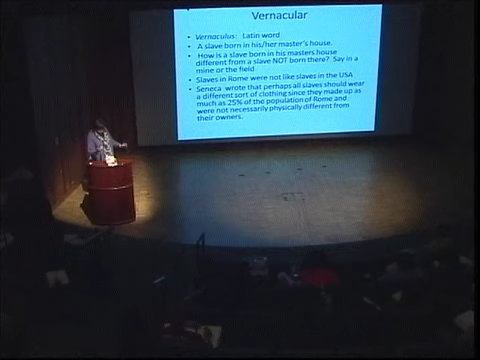 Vernacular
• Vernaculus: Latin word
• A slave born in his/her master's house.
• How is a slave born in his masters house
different from a slave NOT born there? Say in a
mine or the field
• Slaves in Rome were not like slaves in the USA
• Seneca wrote that perhaps all slaves should wear
a different sort of clothing since they made up as
much as 25% of the population of Rome and
were not necessarily physically different from
their owners.